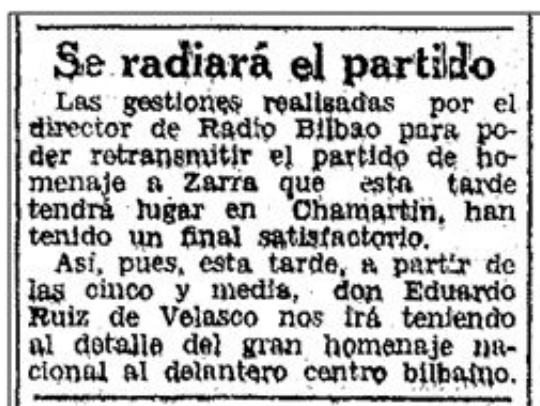 Se radiará el partido
Las gestiones realisadas por el
director de Radio Bilbao para po-
der retransmitir el partido de ho-
menaje a Zarra que esta tarde
tendrá lugar en Chamartín, han
tenido un final satisfactorio.
Así, pues, esta tarde, a partir de
las cinco y media, don Eduardo
Ruiz de Velasco nos irá teniendo
al detalle del gran homenaje na-
cional al delantero centro bilbaíno.